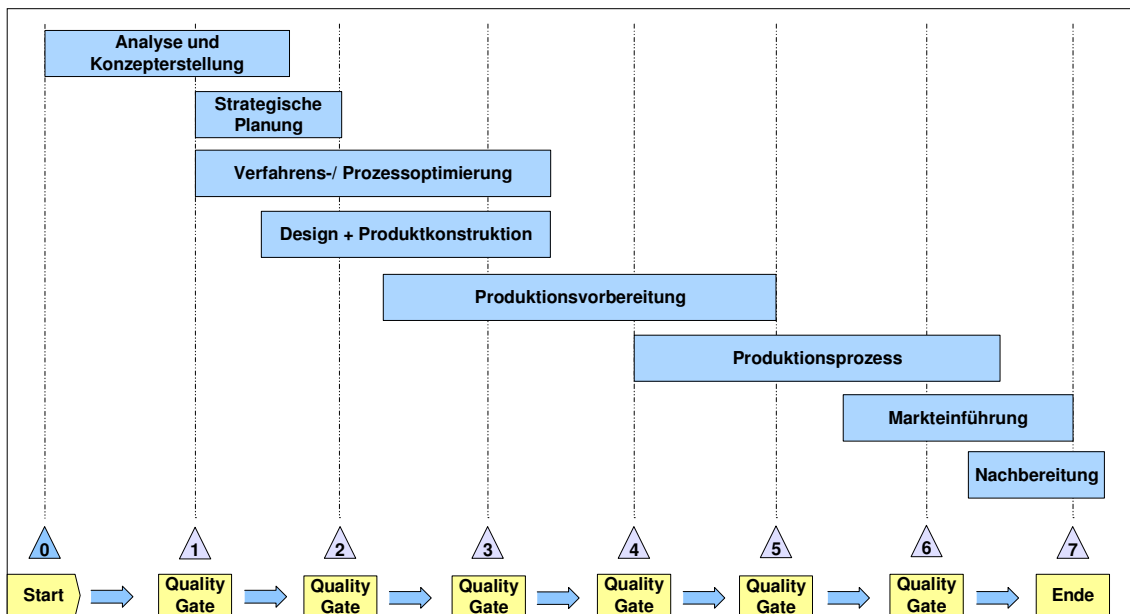 Analyse und
Konzepterstellung
Strategische
Planung
Verfahrens-/ Prozessoptimierung
Design + Produktkonstruktion
Produktionsvorbereitung
Produktionsprozess
Markteinführung
Nachbereitung
0 1 2 3 4 5 6 7
Start
Quality
Gate
Quality
Gate
Quality
Gate
Quality
Gate
Quality
Gate
Quality
Gate
Ende